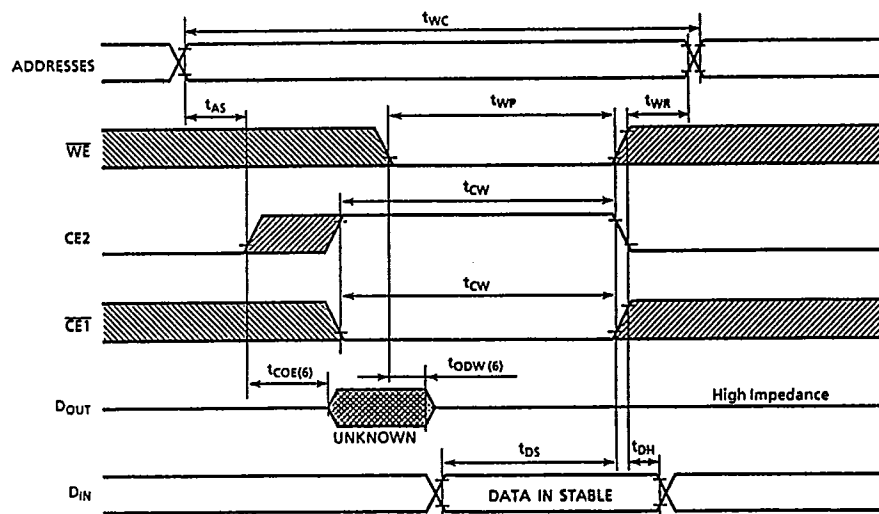 tWC
ADDRESSES
tAS
tWP
tWR
WE
tCW
CE2
tCW
CE1
tCOE(6)
tODW(6)
DOUT
High Impedance
UNKNOWN
tDS
tDH
DIN
DATA IN STABLE